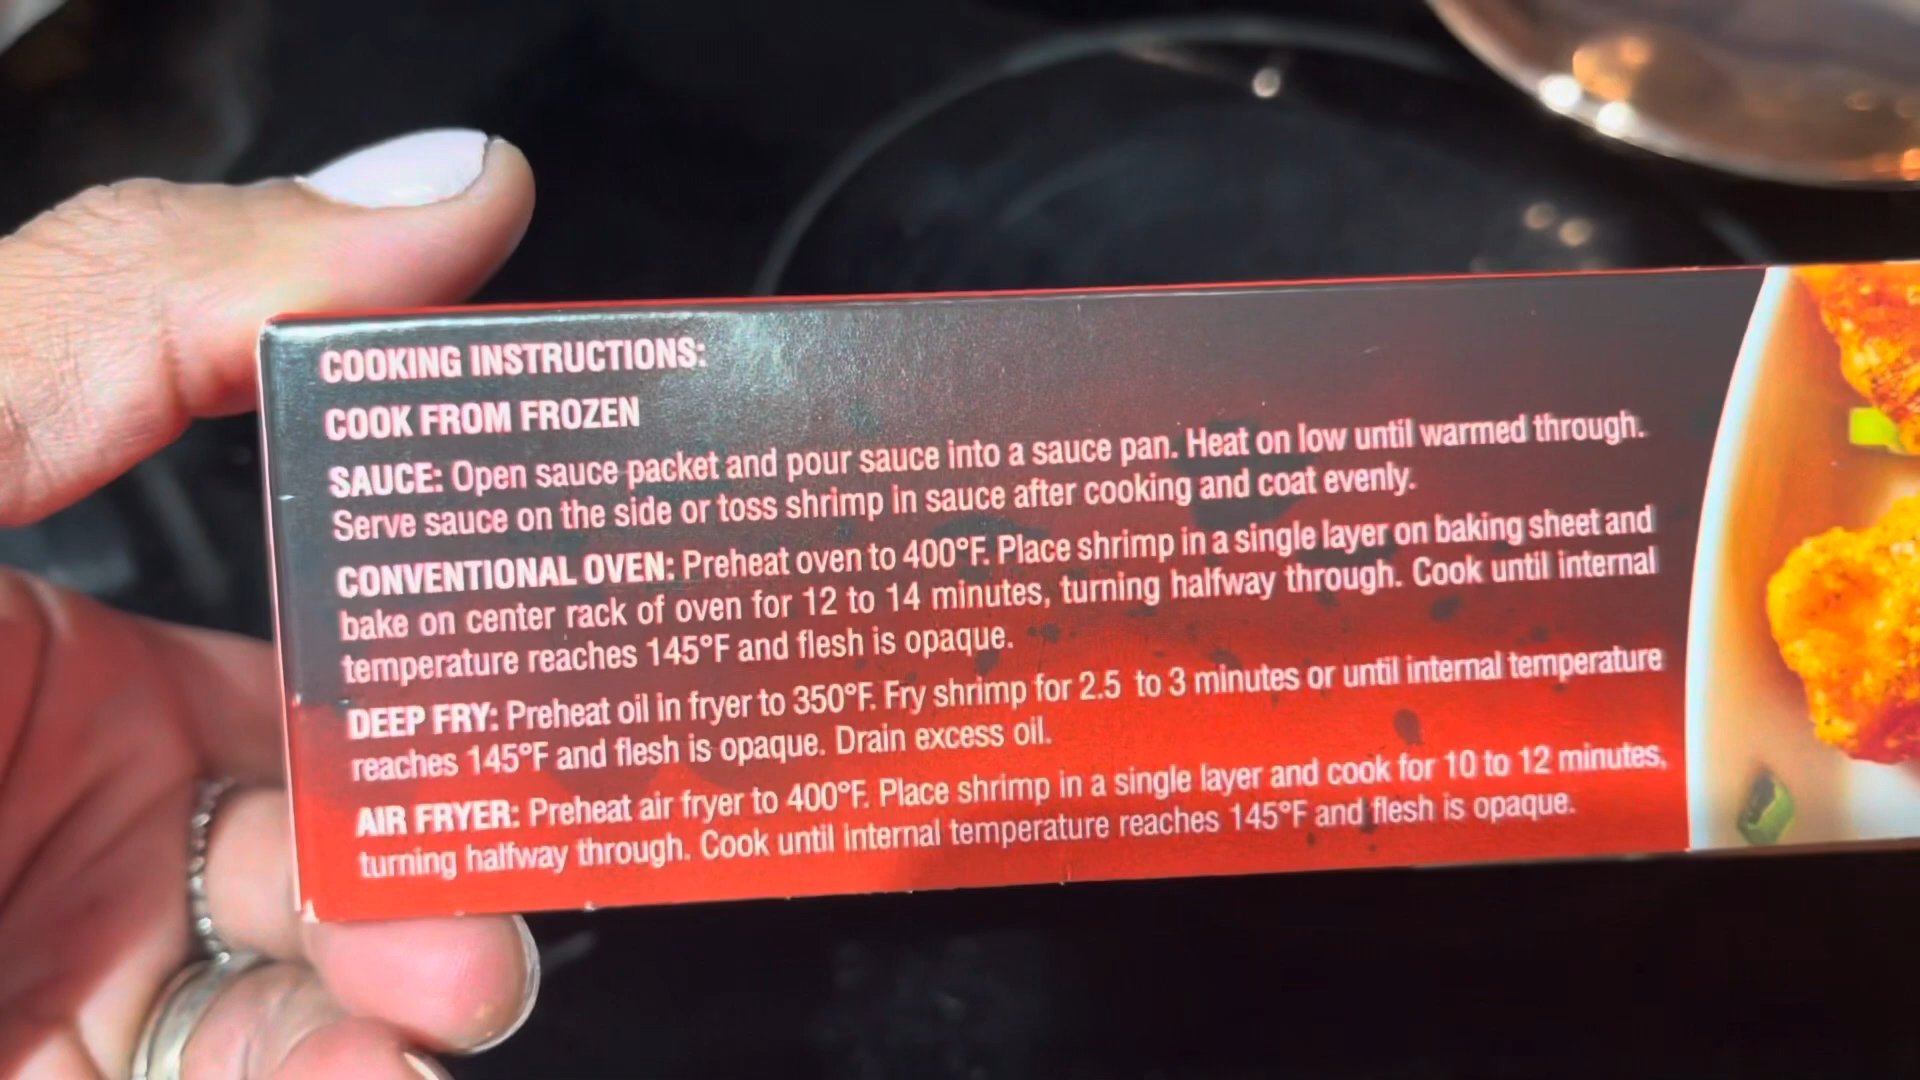 COOKING INSTRUCTIONS:
COOK FROM FROZEN
SAUCE: Open sauce packet and pour sauce into a sauce pan. Heat on low until warmed through.
Serve sauce on the side or toss shrimp in sauce after cooking and coat evenly.
CONVENTIONAL OVEN: Preheat oven to 400°F. Place shrimp in a single layer on baking sheet and
bake on center rack of oven for 12 to 14 minutes, turning halfway through. Cook until internal
temperature reaches 145°F and flesh is opaque.
DEEP FRY: Preheat oil in fryer to 350°F. Fry shrimp for 2.5 to 3 minutes or until internal temperature
reaches 145°F and flesh is opaque. Drain excess oil.
AIR FRYER: Preheat air fryer to 400°F. Place shrimp in a single layer and cook for 10 to 12 minutes,
turning halfway through. Cook until internal temperature reaches 145°F and flesh is opaque.